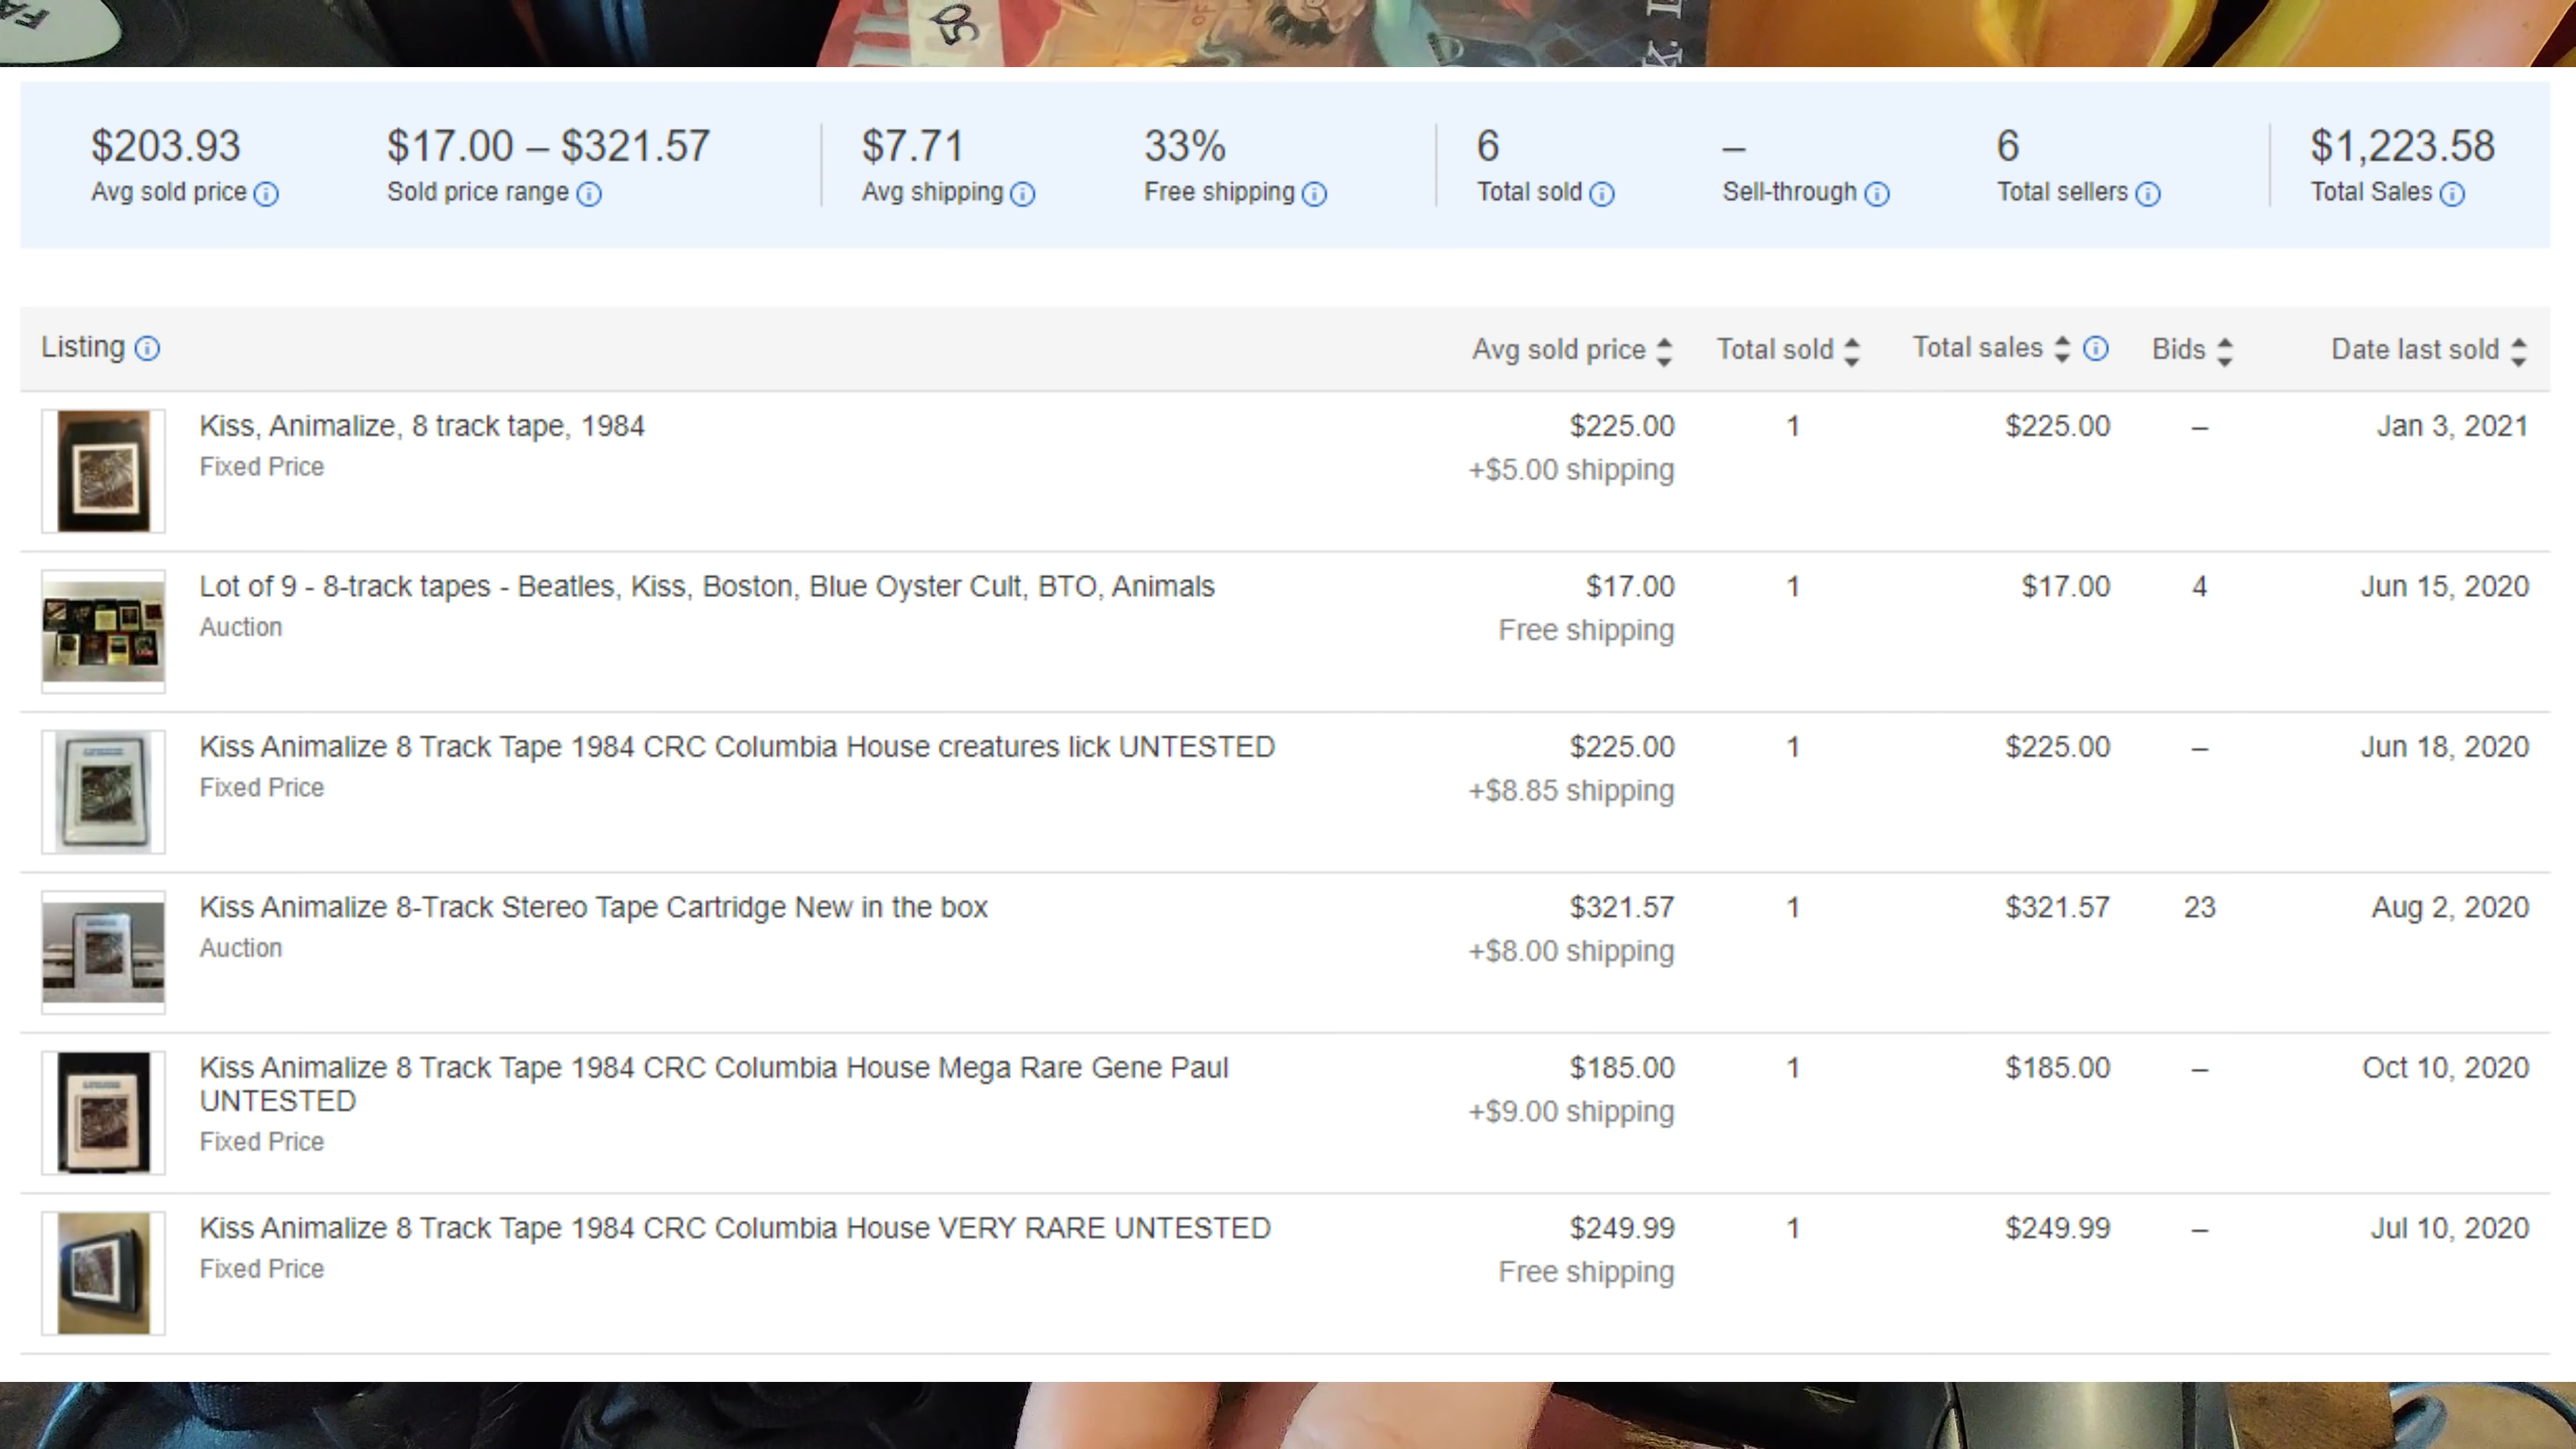 FA
50
K. I
$203.93 $17.00 – $321.57 $7.71 33% 6 – 6 $1,223.58
Avg sold price Sold price range Avg shipping Free shipping Total sold Sell-through Total sellers Total Sales
Listing Avg sold price Total sold Total sales Bids Date last sold
Kiss, Animalize, 8 track tape, 1984 $225.00 1 $225.00 – Jan 3, 2021
Fixed Price +$5.00 shipping
Lot of 9 - 8-track tapes - Beatles, Kiss, Boston, Blue Oyster Cult, BTO, Animals $17.00 1 $17.00 4 Jun 15, 2020
Auction Free shipping
Kiss Animalize 8 Track Tape 1984 CRC Columbia House creatures lick UNTESTED $225.00 1 $225.00 – Jun 18, 2020
Fixed Price +$8.85 shipping
Kiss Animalize 8-Track Stereo Tape Cartridge New in the box $321.57 1 $321.57 23 Aug 2, 2020
Auction +$8.00 shipping
Kiss Animalize 8 Track Tape 1984 CRC Columbia House Mega Rare Gene Paul $185.00 1 $185.00 – Oct 10, 2020
UNTESTED +$9.00 shipping
Fixed Price
Kiss Animalize 8 Track Tape 1984 CRC Columbia House VERY RARE UNTESTED $249.99 1 $249.99 – Jul 10, 2020
Fixed Price Free shipping